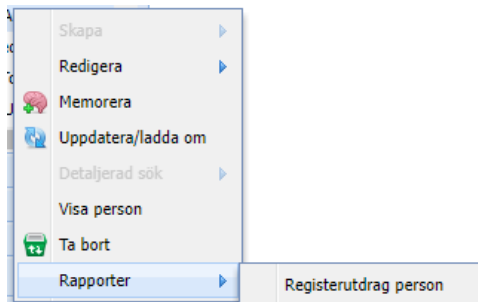 Skapa
Redigera
Memorera
Uppdatera/ladda om
Detaljerad sök
Visa person
Ta bort
Rapporter
Registerutdrag person